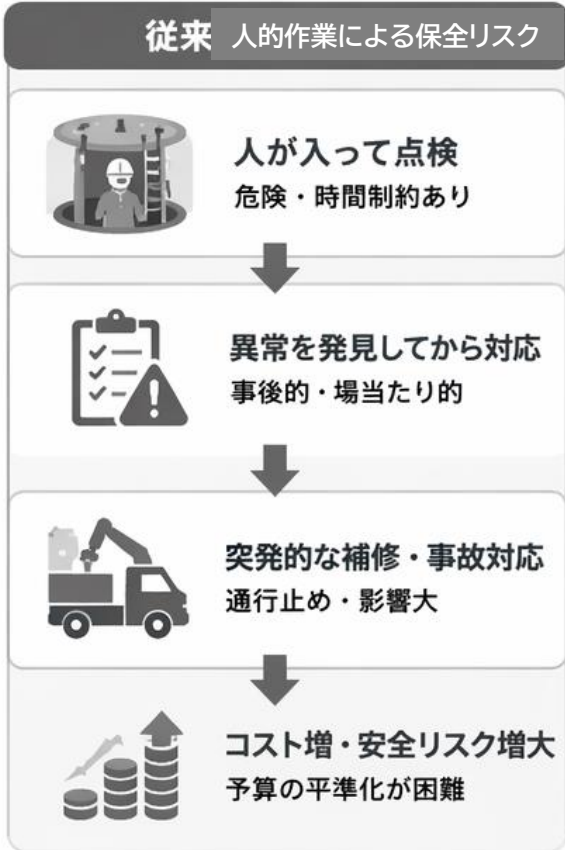 従来 人的作業による保全リスク
人が入って点検
危険・時間制約あり
異常を発見してから対応
事後的・場当たり的
突発的な補修・事故対応
通行止め・影響大
コスト増・安全リスク増大
予算の平準化が困難